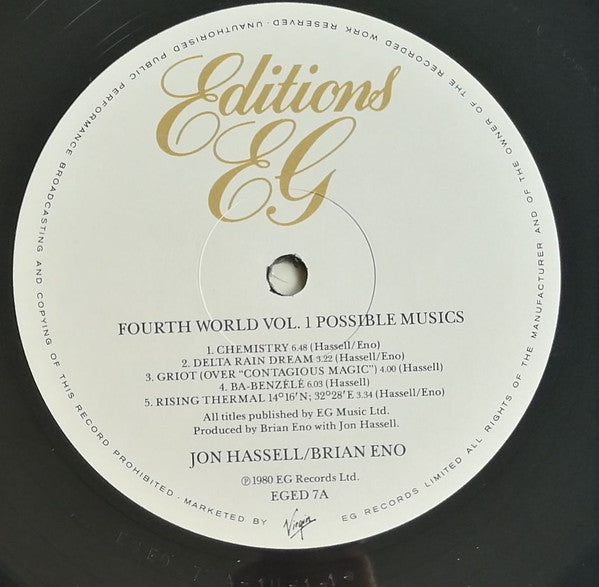 Editions
EG
FOURTH WORLD VOL. 1 POSSIBLE MUSICS
1. CHEMISTRY 6.48 (Hassell/Eno)
2. DELTA RAIN DREAM 3.22 (Hassell/Eno)
3. GRIOT (OVER “CONTAGIOUS MAGIC”) 4.00 (Hassell)
4. BA-BENZÉLÉ 6.03 (Hassell)
5. RISING THERMAL 14°16′N; 32°28′E 3.34 (Hassell/Eno)
All titles published by EG Music Ltd.
Produced by Brian Eno with Jon Hassell.
JON HASSELL/BRIAN ENO
℗1980 EG Records Ltd.
EGED 7A
EG RECORDS LIMITED ALL RIGHTS OF THE MANUFACTURER AND OF THE OWNER OF THE RECORDED WORK RESERVED · UNAUTHORISED PUBLIC PERFORMANCE BROADCASTING AND COPYING OF THIS RECORD PROHIBITED · MARKETED BY
Virgin